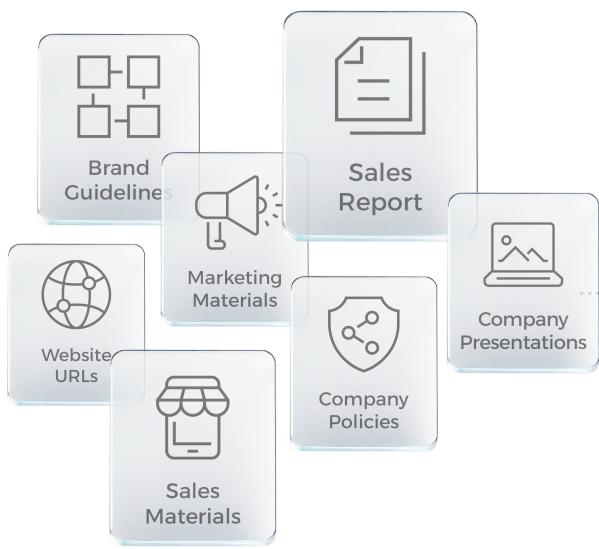 Brand
Guidelines
Sales
Report
Marketing
Materials
Company
Presentations
Website
URLs
Company
Policies
Sales
Materials